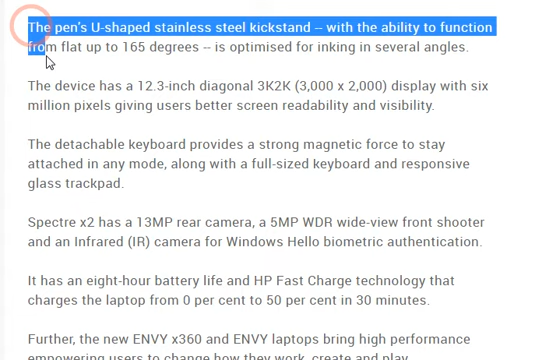 The pen's U-shaped stainless steel kickstand -- with the ability to function
from flat up to 165 degrees -- is optimised for inking in several angles.
The device has a 12.3-inch diagonal 3K2K (3,000 x 2,000) display with six
million pixels giving users better screen readability and visibility.
The detachable keyboard provides a strong magnetic force to stay
attached in any mode, along with a full-sized keyboard and responsive
glass trackpad.
Spectre x2 has a 13MP rear camera, a 5MP WDR wide-view front shooter
and an Infrared (IR) camera for Windows Hello biometric authentication.
It has an eight-hour battery life and HP Fast Charge technology that
charges the laptop from 0 per cent to 50 per cent in 30 minutes.
Further, the new ENVY x360 and ENVY laptops bring high performance
empowering users to change how they work, create and play.